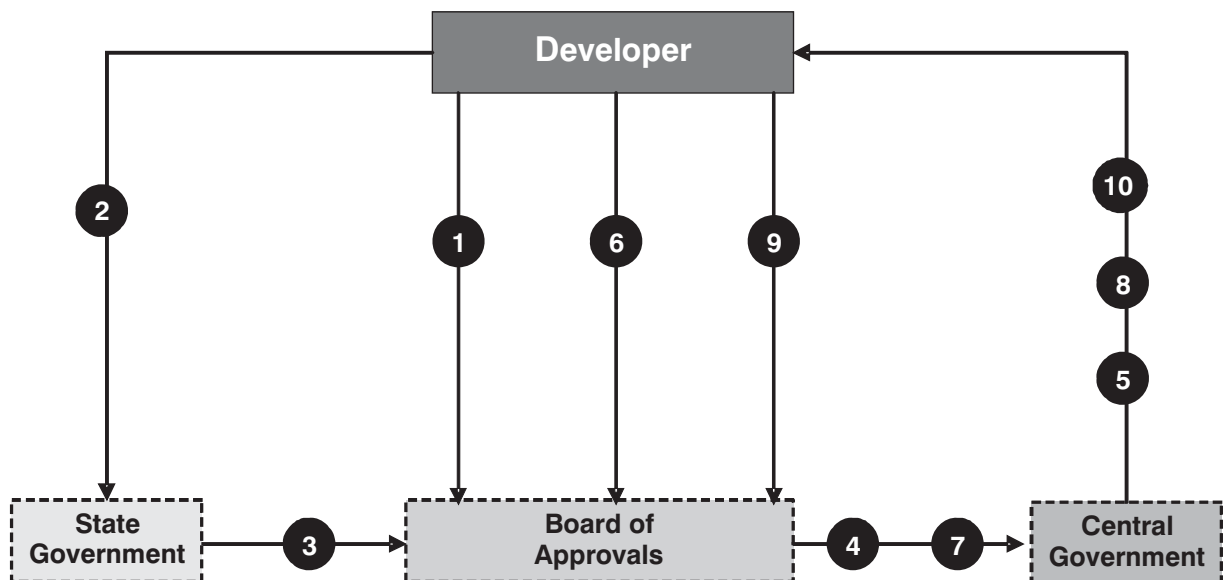 Developer
10
2
1
6
9
8
5
State
Government
3
Board of
Approvals
4
7
Central
Government